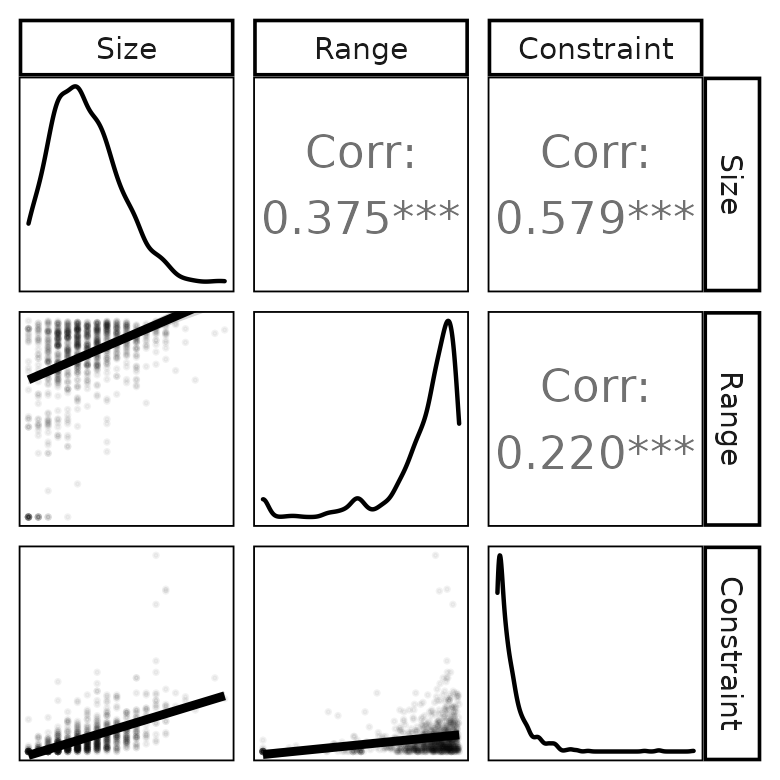 Size
Range
Constraint
Corr:
0.375***
Corr:
0.579***
Size
Corr:
0.220***
Range
Constraint